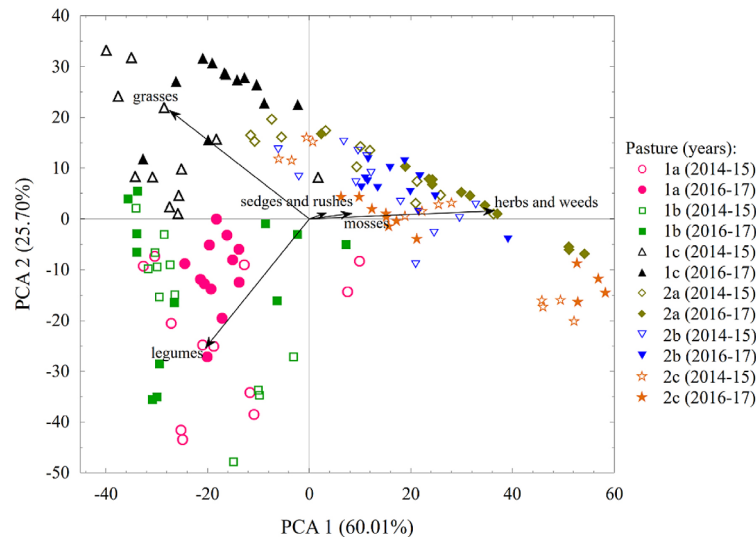 40
30
20
10
0
-10
-20
-30
-40
-50
PCA 2 (25.70%)
grasses
sedges and rushes
herbs and weeds
mosses
legumes
-40
-20
0
20
40
60
PCA 1 (60.01%)
Pasture (years):
1a (2014-15)
1a (2016-17)
1b (2014-15)
1b (2016-17)
1c (2014-15)
1c (2016-17)
2a (2014-15)
2a (2016-17)
2b (2014-15)
2b (2016-17)
2c (2014-15)
2c (2016-17)